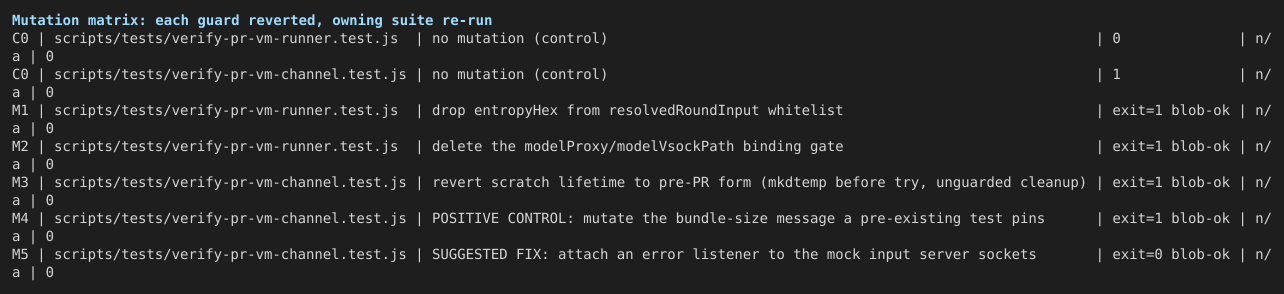 Mutation matrix: each guard reverted, owning suite re-run
C0 | scripts/tests/verify-pr-vm-runner.test.js  | no mutation (control)                                                          | 0              | n/
a | 0
C0 | scripts/tests/verify-pr-vm-channel.test.js | no mutation (control)                                                          | 1              | n/
a | 0
M1 | scripts/tests/verify-pr-vm-runner.test.js  | drop entropyHex from resolvedRoundInput whitelist                              | exit=1 blob-ok | n/
a | 0
M2 | scripts/tests/verify-pr-vm-runner.test.js  | delete the modelProxy/modelVsockPath binding gate                              | exit=1 blob-ok | n/
a | 0
M3 | scripts/tests/verify-pr-vm-channel.test.js | revert scratch lifetime to pre-PR form (mkdtemp before try, unguarded cleanup) | exit=1 blob-ok | n/
a | 0
M4 | scripts/tests/verify-pr-vm-channel.test.js | POSITIVE CONTROL: mutate the bundle-size message a pre-existing test pins      | exit=1 blob-ok | n/
a | 0
M5 | scripts/tests/verify-pr-vm-channel.test.js | SUGGESTED FIX: attach an error listener to the mock input server sockets       | exit=0 blob-ok | n/
a | 0